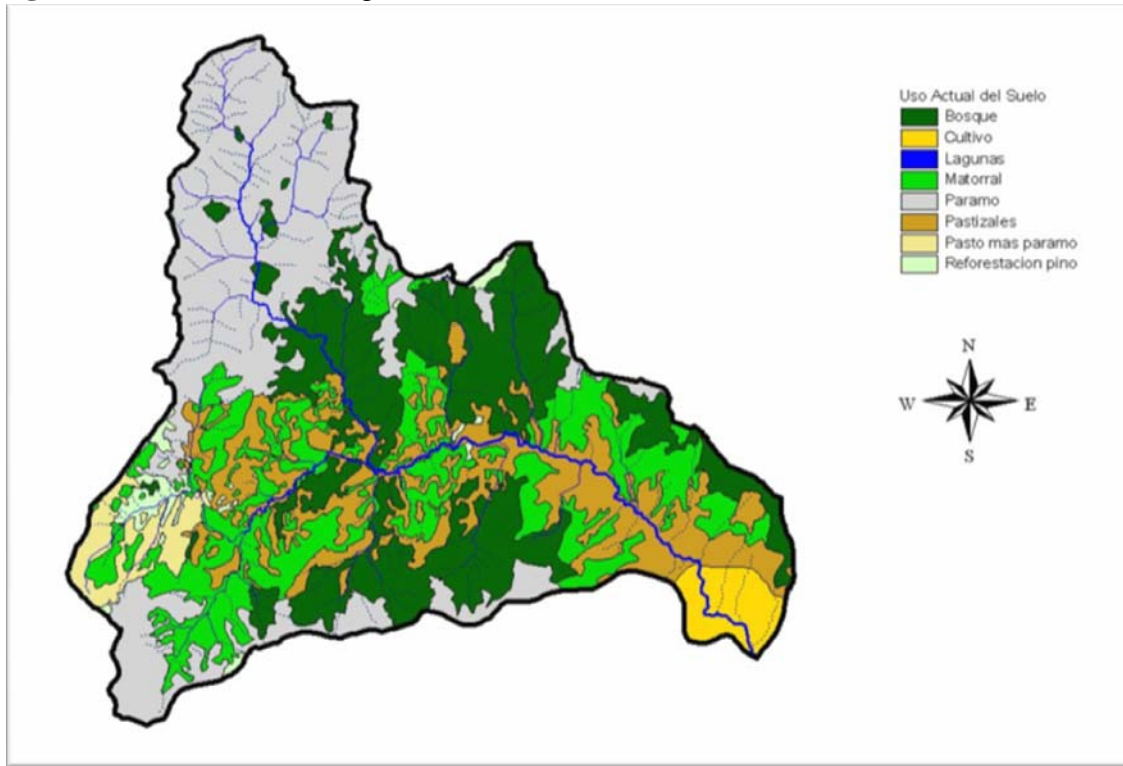 Uso Actual del Suelo
Bosque
Cultivo
Lagunas
Matorral
Paramo
Pastizales
Pasto mas paramo
Reforestacion pino
N
W E
S